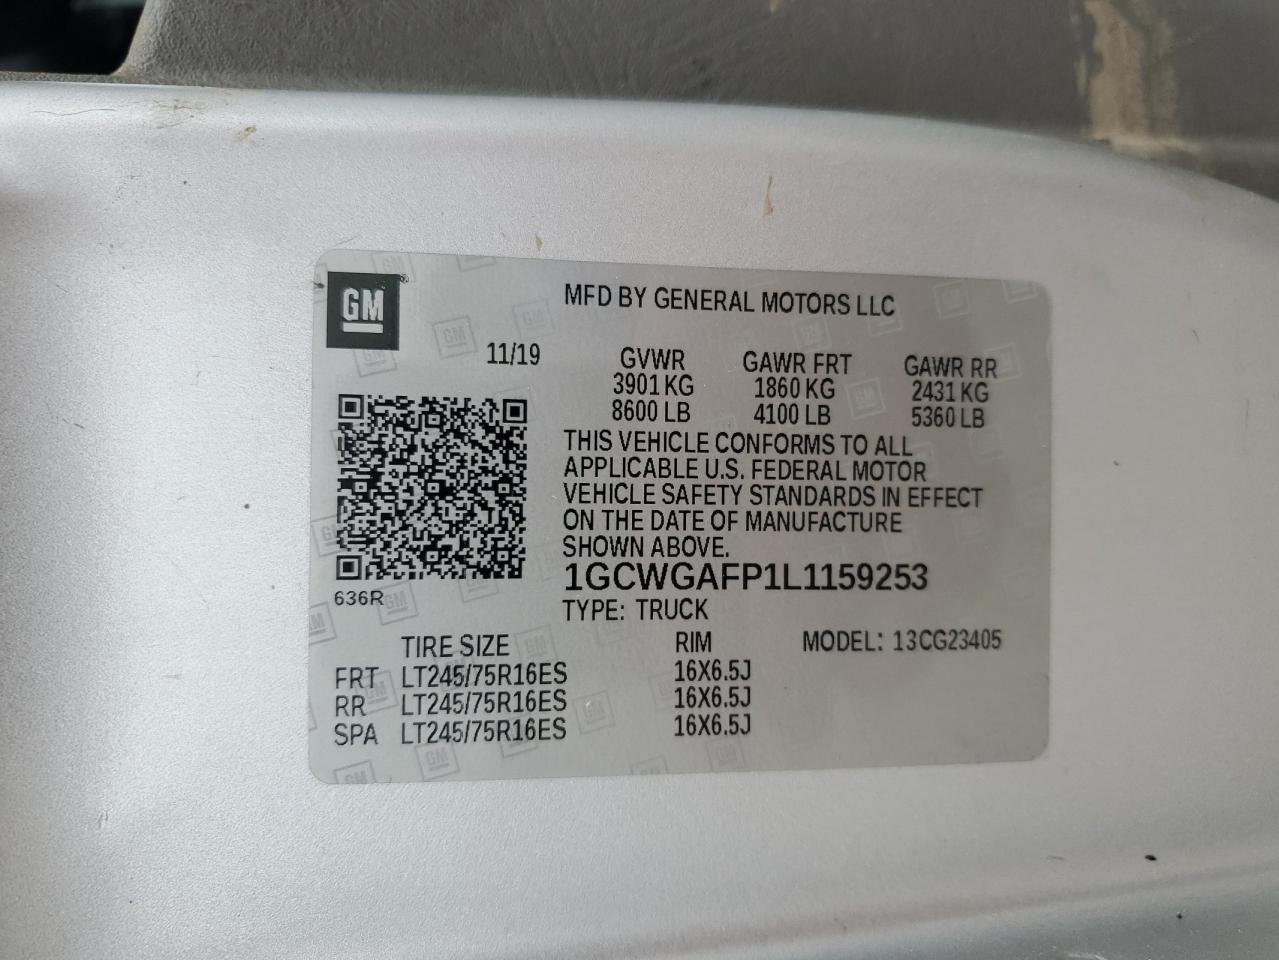 GM
MFD BY GENERAL MOTORS LLC
11/19 GVWR GAWR FRT GAWR RR
3901 KG 1860 KG 2431 KG
8600 LB 4100 LB 5360 LB
THIS VEHICLE CONFORMS TO ALL
APPLICABLE U.S. FEDERAL MOTOR
VEHICLE SAFETY STANDARDS IN EFFECT
ON THE DATE OF MANUFACTURE
SHOWN ABOVE.
1GCWGAFP1L1159253
636R
TYPE: TRUCK
TIRE SIZE RIM MODEL: 13CG23405
FRT LT245/75R16ES 16X6.5J
RR LT245/75R16ES 16X6.5J
SPA LT245/75R16ES 16X6.5J